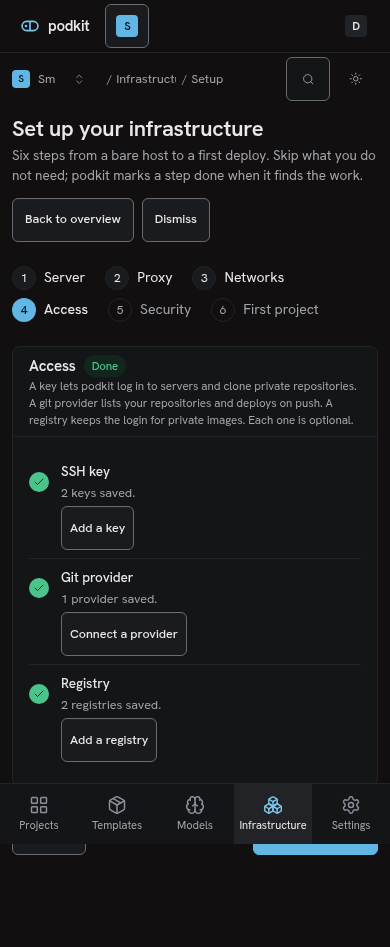 podkit
S
D
S
Sm
/
/ Setup
Set up your infrastructure
Six steps from a bare host to a first deploy. Skip what you do
not need; podkit marks a step done when it finds the work.
Back to overview
Dismiss
1 Server
2 Proxy
3 Networks
4 Access
5 Security
6 First project
Access
Done
A key lets podkit log in to servers and clone private repositories.
A git provider lists your repositories and deploys on push. A
registry keeps the login for private images. Each one is optional.
SSH key
2 keys saved.
Add a key
Git provider
1 provider saved.
Connect a provider
Registry
2 registries saved.
Add a registry
Projects
Templates
Models
Infrastructure
Settings